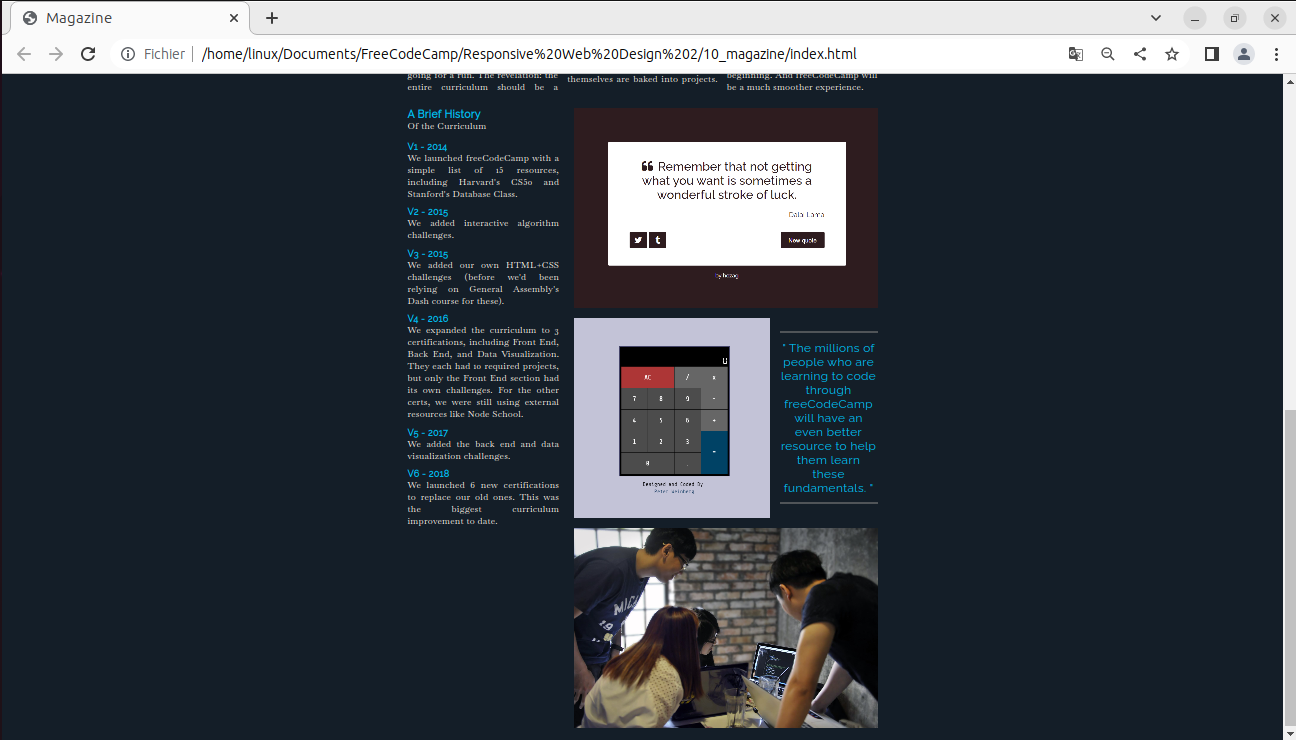 Magazine
Fichier
/home/linux/Documents/FreeCodeCamp/Responsive%20Web%20Design%202/10_magazine/index.html
going for a run. The revelation: the
entire curriculum should be a
themselves are baked into projects.
beginning. And freeCodeCamp will
be a much smoother experience.
A Brief History
Of the Curriculum
V1 - 2014
We launched freeCodeCamp with a
simple list of 15 resources,
including Harvard's CS50 and
Stanford's Database Class.
V2 - 2015
We added interactive algorithm
challenges.
V3 - 2015
We added our own HTML+CSS
challenges (before we'd been
relying on General Assembly's
Dash course for these).
V4 - 2016
We expanded the curriculum to 3
certifications, including Front End,
Back End, and Data Visualization.
They each had 10 required projects,
but only the Front End section had
its own challenges. For the other
certs, we were still using external
resources like Node School.
V5 - 2017
We added the back end and data
visualization challenges.
V6 - 2018
We launched 6 new certifications
to replace our old ones. This was
the biggest curriculum
improvement to date.
❝ Remember that not getting
what you want is sometimes a
wonderful stroke of luck.
Dalai Lama
t
New quote
by hezag
0
AC / x
7 8 9 -
4 5 6 +
1 2 3 =
0 .
Designed and Coded By
Peter Weinberg
" The millions of
people who are
learning to code
through
freeCodeCamp
will have an
even better
resource to help
them learn
these
fundamentals. "
MIC
19